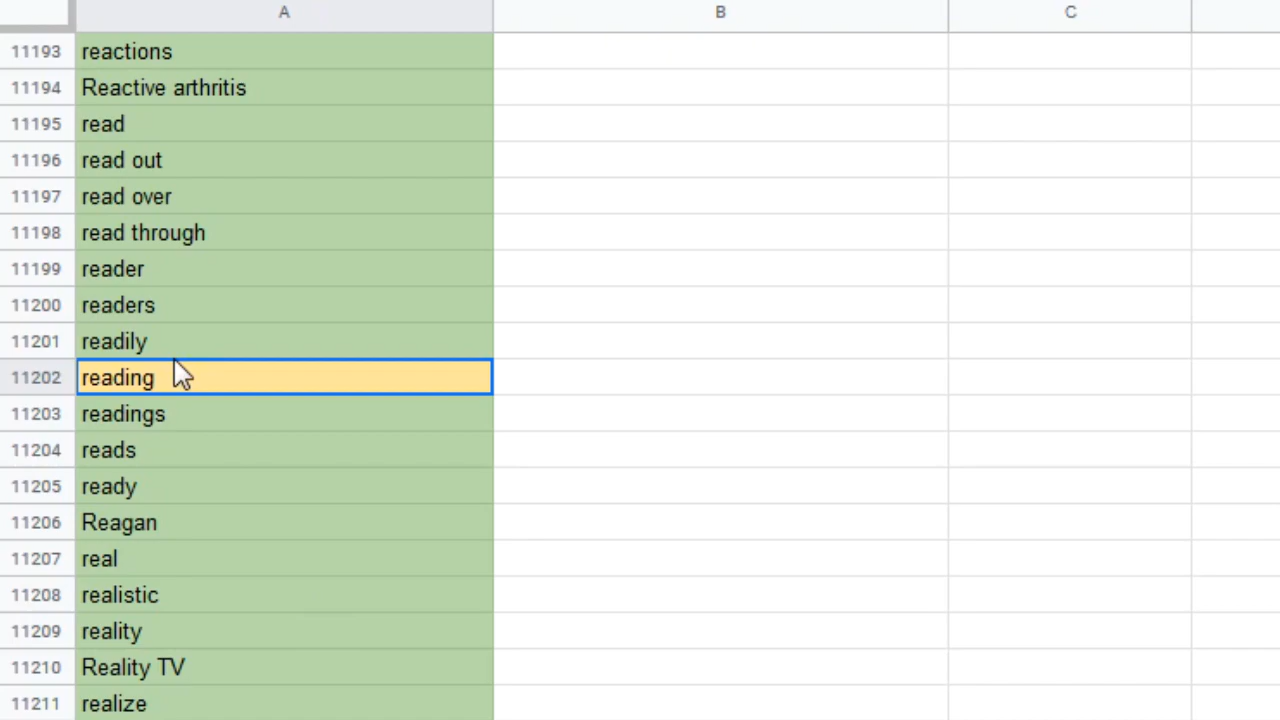 A B C
11193 reactions
11194 Reactive arthritis
11195 read
11196 read out
11197 read over
11198 read through
11199 reader
11200 readers
11201 readily
11202 reading
11203 readings
11204 reads
11205 ready
11206 Reagan
11207 real
11208 realistic
11209 reality
11210 Reality TV
11211 realize